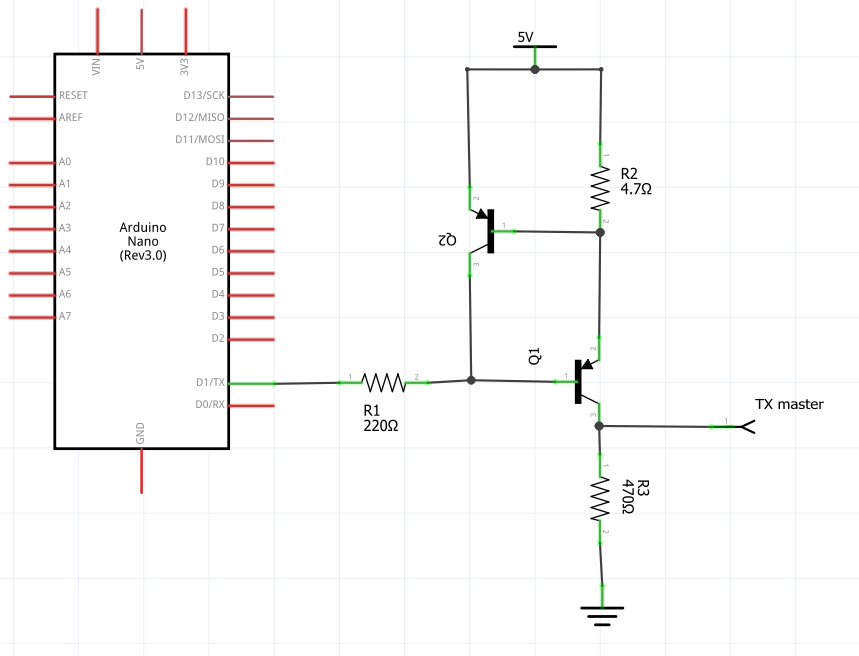 VIN
5V
3V3
RESET
AREF
A0
A1
A2
A3
A4
A5
A6
A7
D13/SCK
D12/MISO
D11/MOSI
D10
D9
D8
D7
D6
D5
D4
D3
D2
D1/TX
D0/RX
Arduino
Nano
(Rev3.0)
GND
5V
1
R2
4.7Ω
2
2
Q2
1
3
1
R1
220Ω
2
Q1
2
1
3
TX master
1
1
R3
470Ω
2